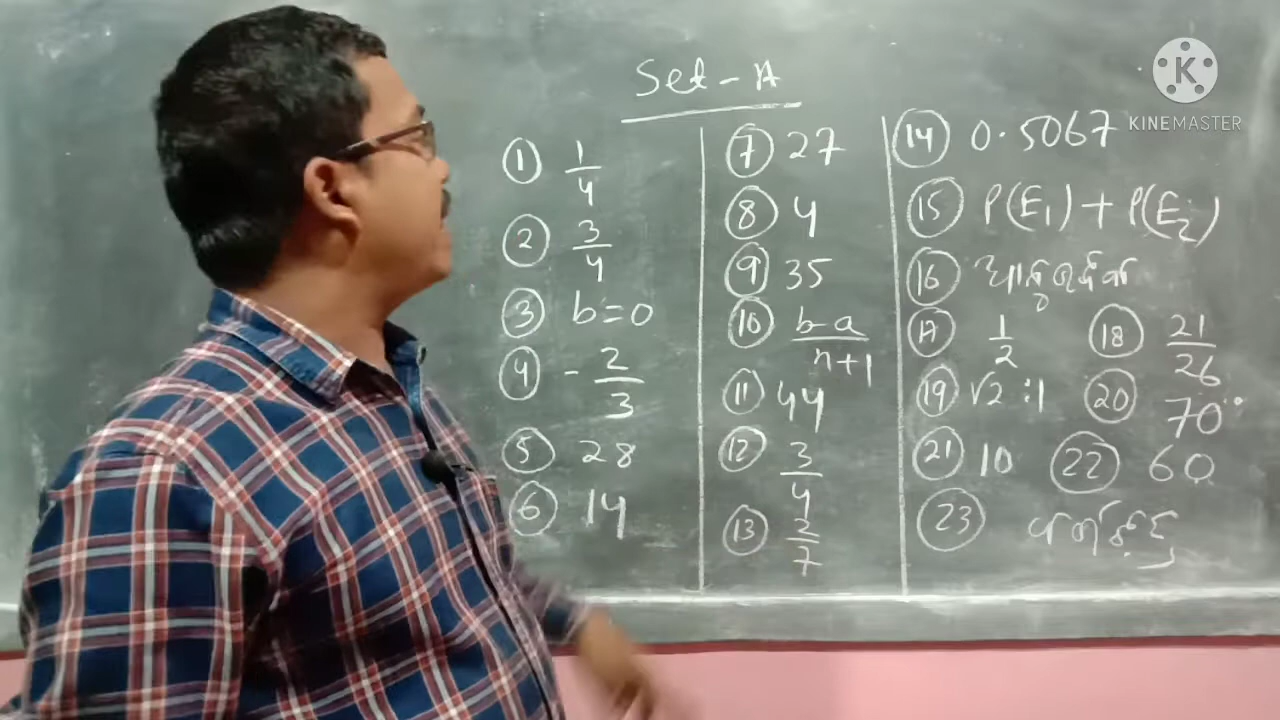 Set - A
① 1/4
② 3/4
③ b=0
④ - 2/3
⑤ 28
⑥ 14
⑦ 27
⑧ 4
⑨ 35
⑩ b-a/n+1
⑪ 44
⑫ 3/4
⑬ 2/7
⑭ 0.5067
⑮ P(E₁) + P(E₂)
⑯
⑰ 1/2 ⑱ 21/26
⑲ √2 : 1 ⑳ 70°
㉑ 10 ㉒ 60
㉓
KINEMASTER